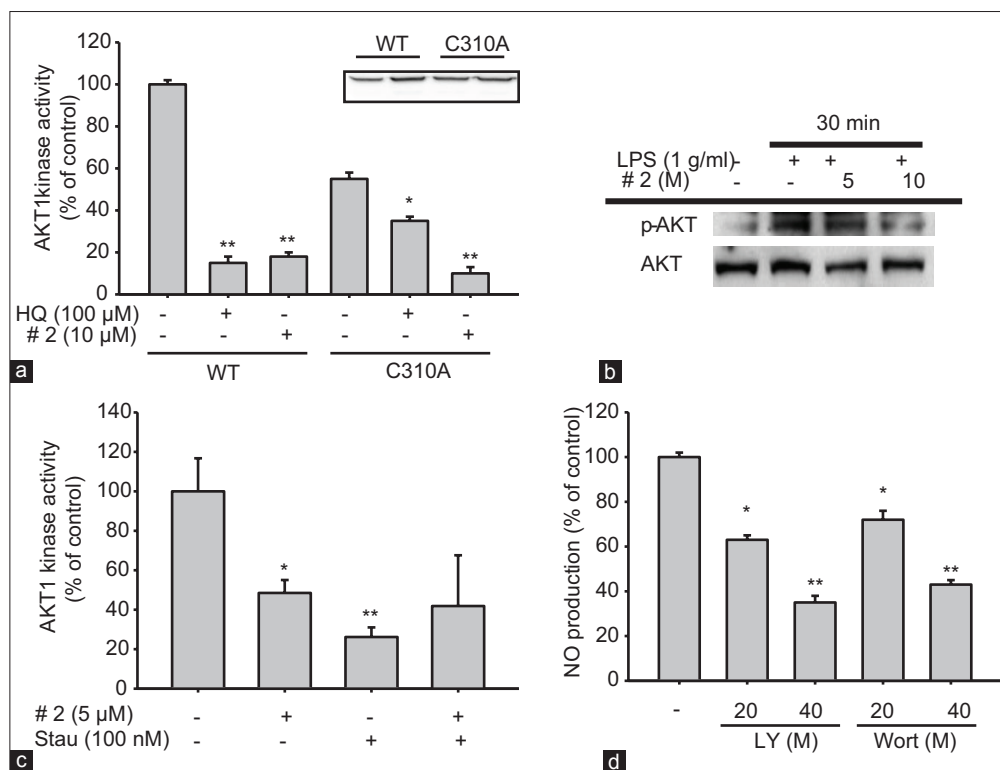 120
100
80
60
40
20
0
AKT1kinase activity
(% of control)
WT C310A
** ** * **
HQ (100 µM) - + - - + -
# 2 (10 µM) - - + - - +
WT C310A
a
30 min
LPS (1 g/ml)- + + +
# 2 (M) - - 5 10
p-AKT
AKT
b
140
120
100
80
60
40
20
0
AKT1 kinase activity
(% of control)
* **
# 2 (5 µM) - + - +
Stau (100 nM) - - + +
c
120
100
80
60
40
20
0
NO production (% of control)
* ** * **
- 20 40 20 40
LY (M) Wort (M)
d